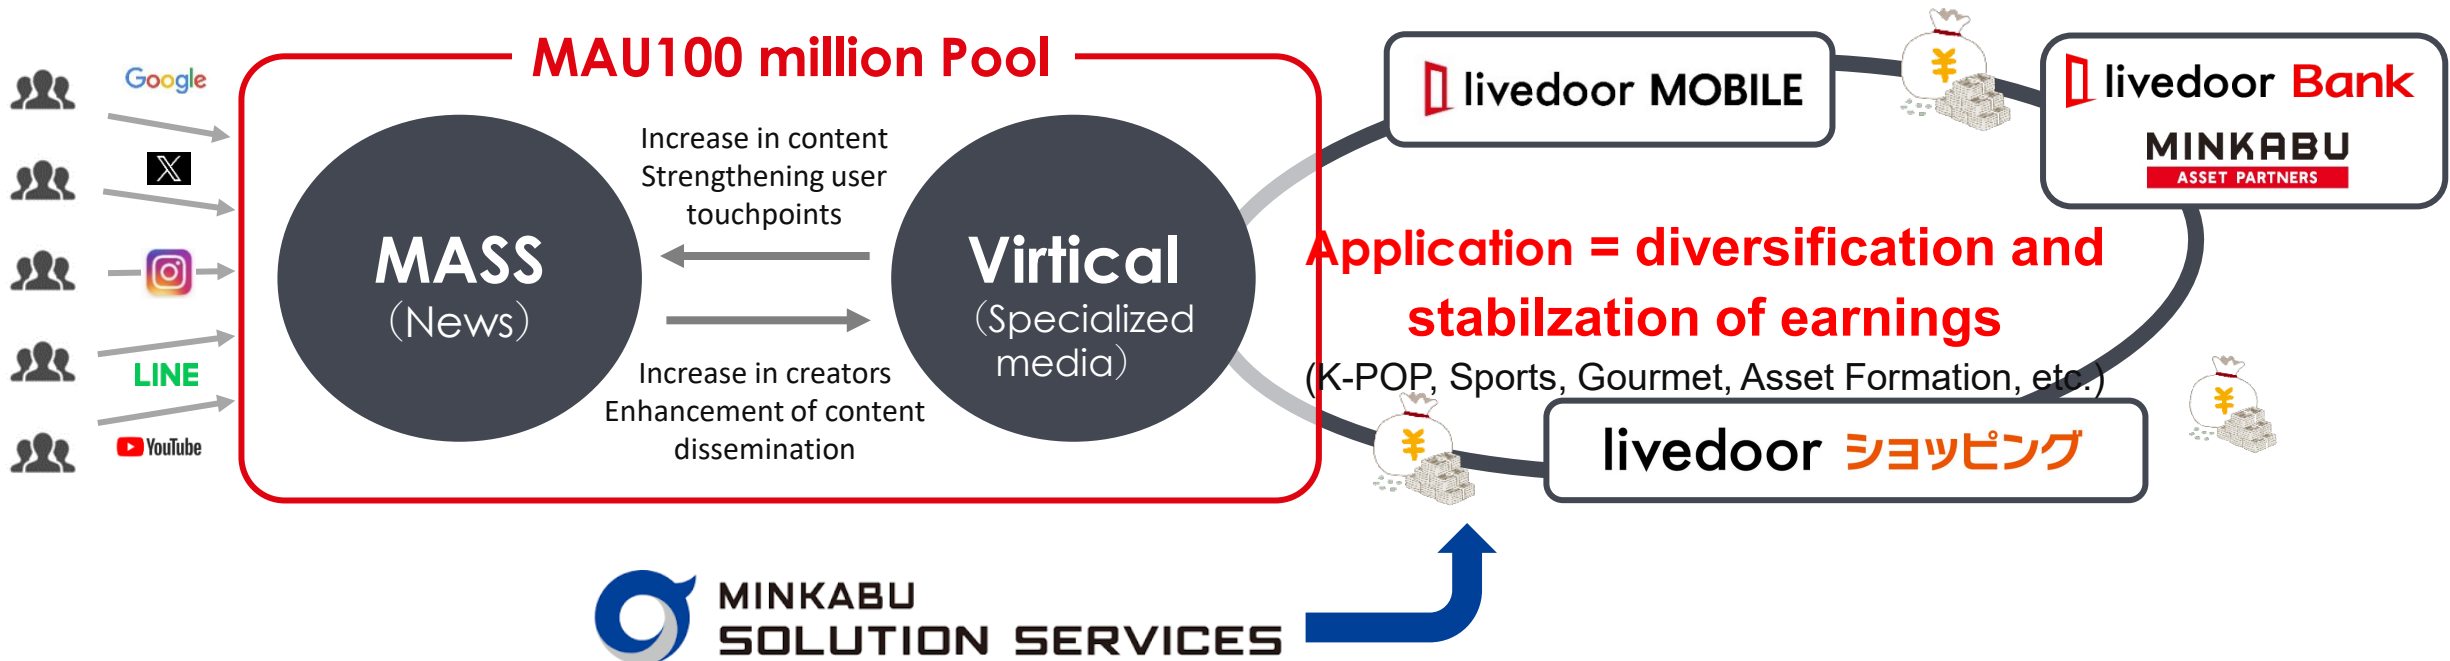 MAU100 million Pool
Google
X
LINE
YouTube
MASS
（News）
Increase in content
Strengthening user
touchpoints
Increase in creators
Enhancement of content
dissemination
Virtical
（Specialized
media）
livedoor MOBILE
¥
livedoor Bank
MINKABU
ASSET PARTNERS
Application = diversification and
stabilzation of earnings
(K-POP, Sports, Gourmet, Asset Formation, etc.)
¥
¥
livedoor ショッピング
MINKABU
SOLUTION SERVICES